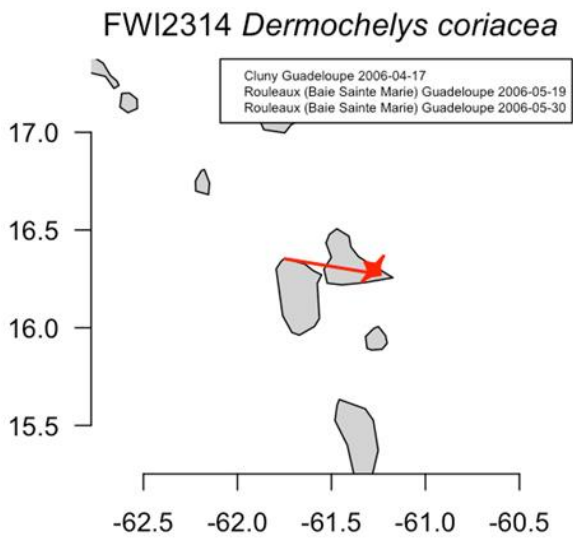 FWI2314 Dermochelys coriacea
Cluny Guadeloupe 2006-04-17
Rouleaux (Baie Sainte Marie) Guadeloupe 2006-05-19
Rouleaux (Baie Sainte Marie) Guadeloupe 2006-05-30
17.0
16.5
16.0
15.5
-62.5 -62.0 -61.5 -61.0 -60.5